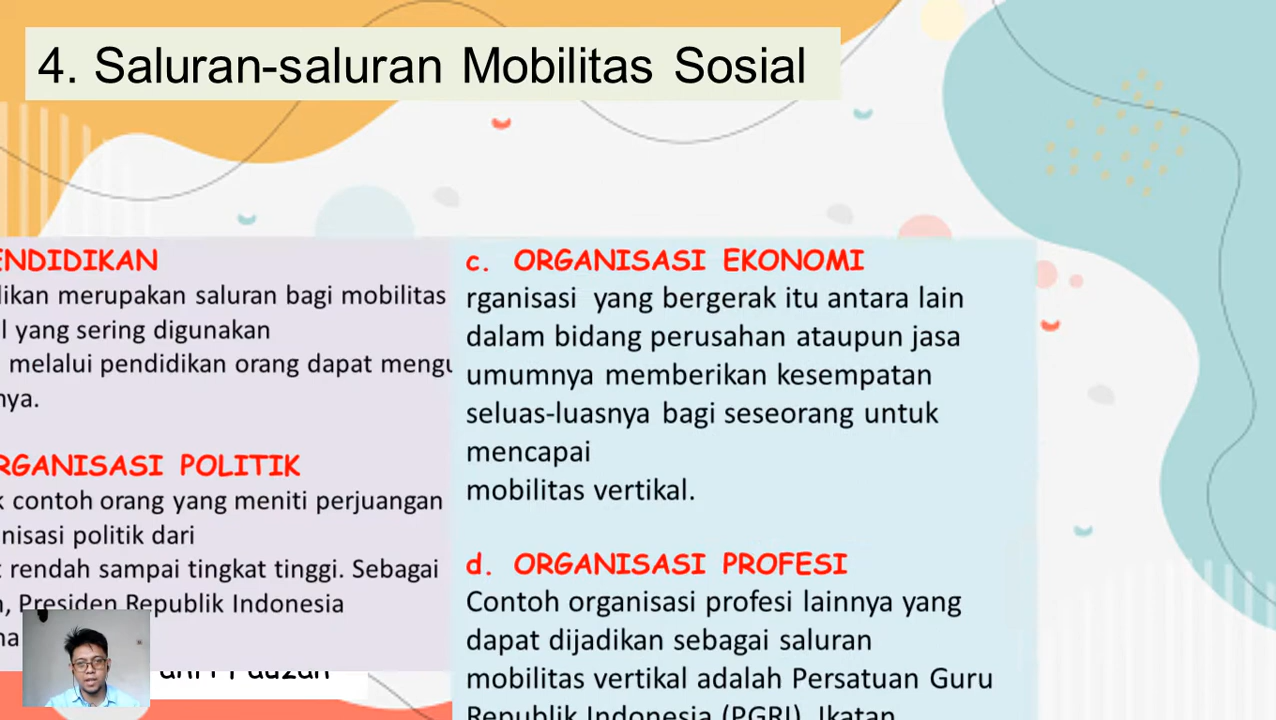 4. Saluran-saluran Mobilitas Sosial
ENDIDIKAN
likan merupakan saluran bagi mobilitas
l yang sering digunakan
melalui pendidikan orang dapat mengu
nya.
RGANISASI POLITIK
k contoh orang yang meniti perjuangan
nisasi politik dari
t rendah sampai tingkat tinggi. Sebagai
n, Presiden Republik Indonesia
na
c. ORGANISASI EKONOMI
rganisasi yang bergerak itu antara lain
dalam bidang perusahan ataupun jasa
umumnya memberikan kesempatan
seluas-luasnya bagi seseorang untuk
mencapai
mobilitas vertikal.
d. ORGANISASI PROFESI
Contoh organisasi profesi lainnya yang
dapat dijadikan sebagai saluran
mobilitas vertikal adalah Persatuan Guru
Republik Indonesia (PGRI), Ikatan